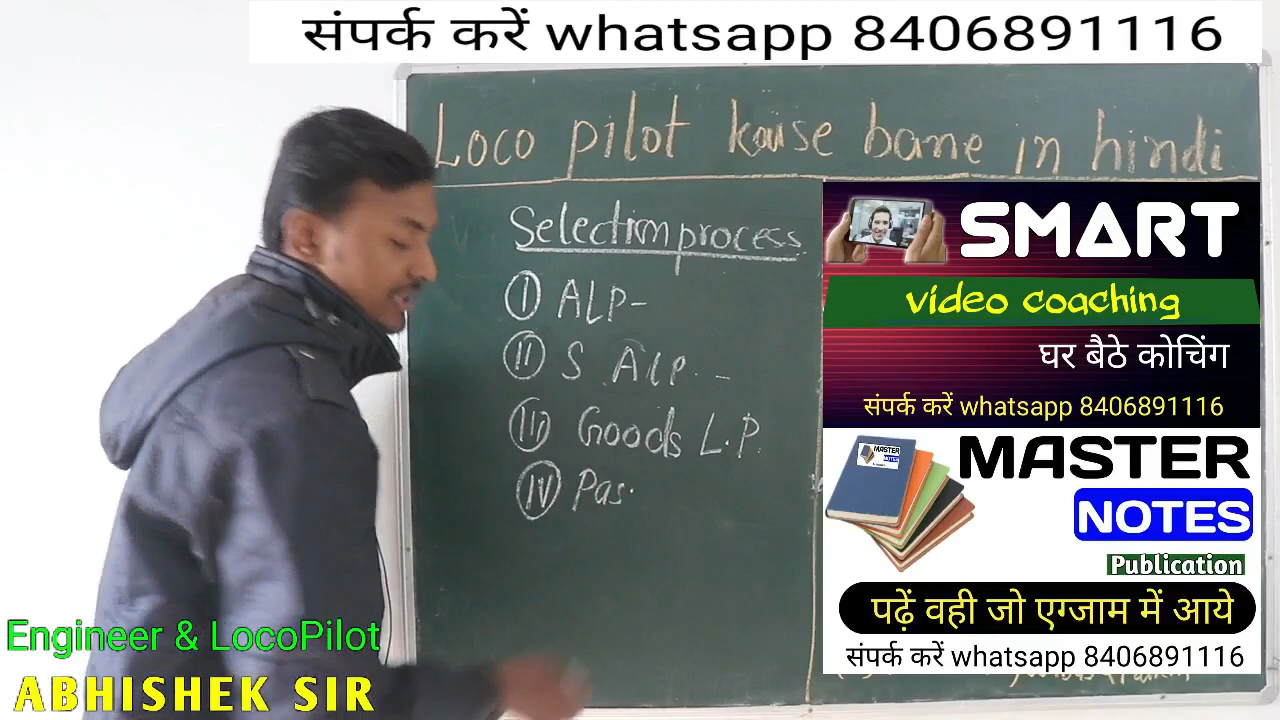 संपर्क करें whatsapp 8406891116
Loco pilot kaise bane in hindi
Selection process
I ALP-
II S ALP. -
III Goods L.P.
IV Pas.
SMART
video coaching
घर बैठे कोचिंग
संपर्क करें whatsapp 8406891116
MASTER
NOTES
MASTER
NOTES
Publication
पढ़ें वही जो एग्जाम में आये
संपर्क करें whatsapp 8406891116
Engineer & LocoPilot
ABHISHEK SIR